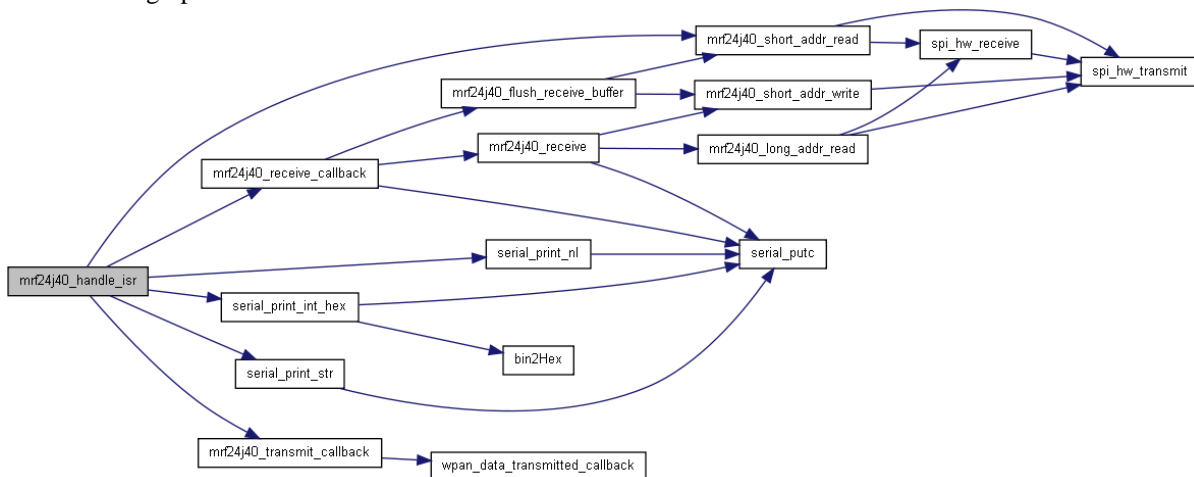 mrf24j40_short_addr_read
spi_hw_receive
spi_hw_transmit
mrf24j40_flush_receive_buffer
mrf24j40_short_addr_write
mrf24j40_receive
mrf24j40_long_addr_read
mrf24j40_receive_callback
serial_print_nl
serial_putc
mrf24j40_handle_isr
serial_print_int_hex
bin2Hex
serial_print_str
mrf24j40_transmit_callback
wpan_data_transmitted_callback